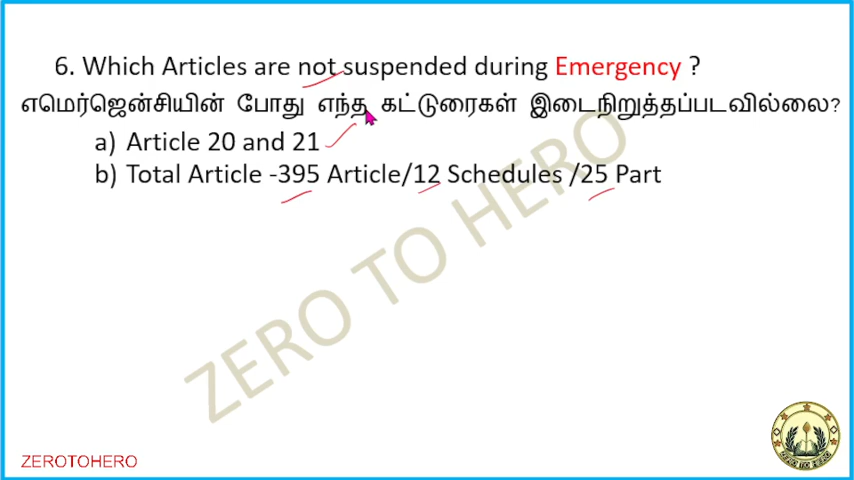 6. Which Articles are not suspended during Emergency ?
எமெர்ஜென்சியின் போது எந்த கட்டுரைகள் இடைநிறுத்தப்படவில்லை?
a) Article 20 and 21
b) Total Article -395 Article/12 Schedules /25 Part
ZERO TO HERO
ZEROTOHERO